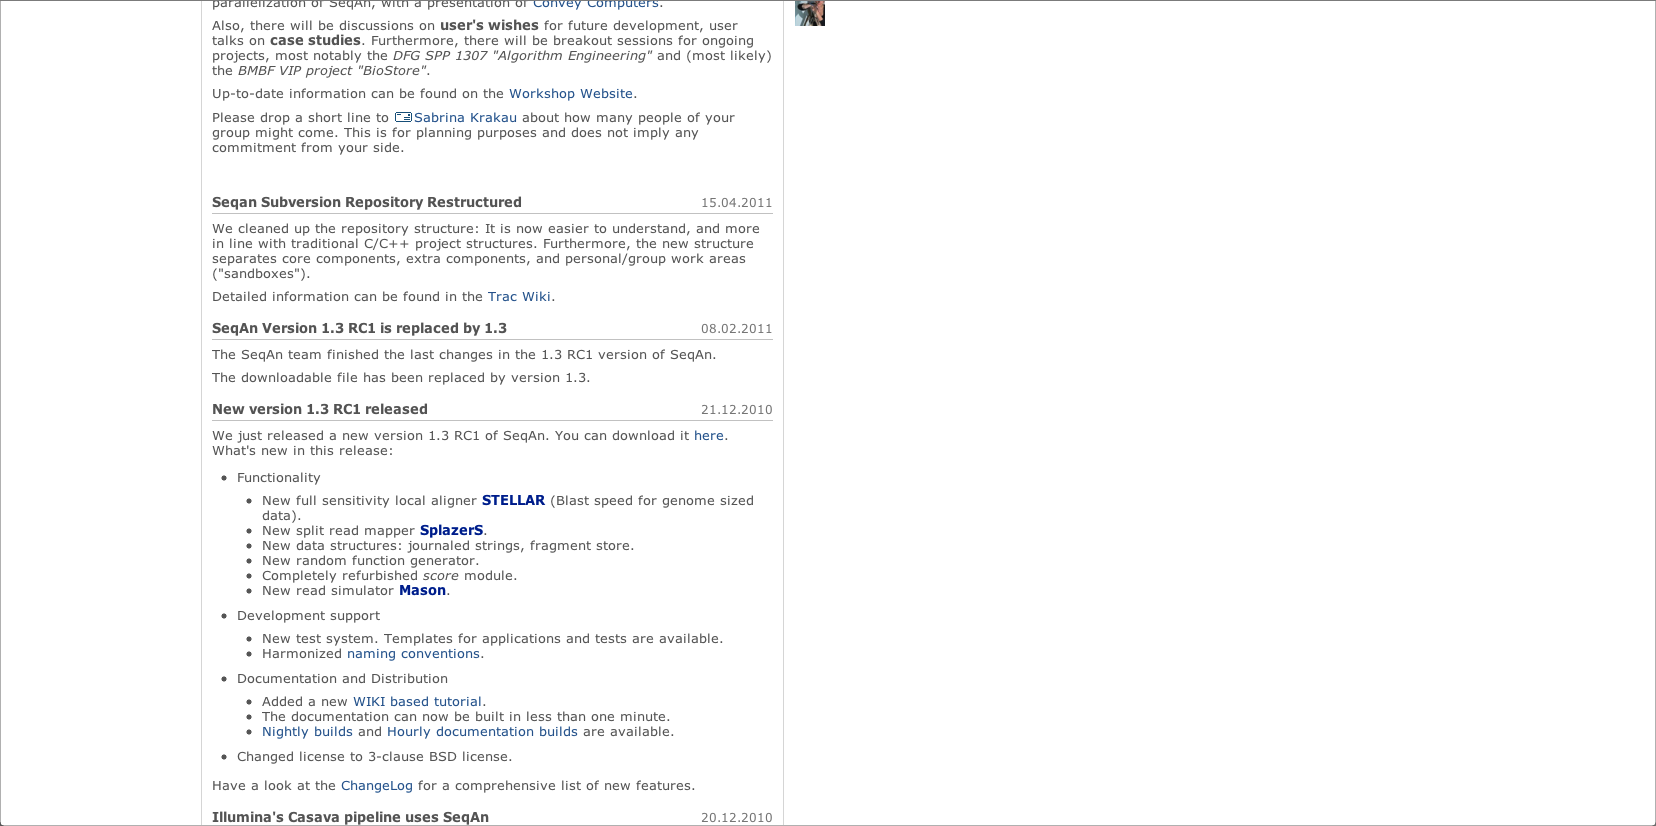 parallelization of SeqAn, with a presentation of Convey Computers.
Also, there will be discussions on user's wishes for future development, user
talks on case studies. Furthermore, there will be breakout sessions for ongoing
projects, most notably the DFG SPP 1307 "Algorithm Engineering" and (most likely)
the BMBF VIP project "BioStore".
Up-to-date information can be found on the Workshop Website.
Please drop a short line to Sabrina Krakau about how many people of your
group might come. This is for planning purposes and does not imply any
commitment from your side.
Seqan Subversion Repository Restructured 15.04.2011
We cleaned up the repository structure: It is now easier to understand, and more
in line with traditional C/C++ project structures. Furthermore, the new structure
separates core components, extra components, and personal/group work areas
("sandboxes").
Detailed information can be found in the Trac Wiki.
SeqAn Version 1.3 RC1 is replaced by 1.3 08.02.2011
The SeqAn team finished the last changes in the 1.3 RC1 version of SeqAn.
The downloadable file has been replaced by version 1.3.
New version 1.3 RC1 released 21.12.2010
We just released a new version 1.3 RC1 of SeqAn. You can download it here.
What's new in this release:
• Functionality
• New full sensitivity local aligner STELLAR (Blast speed for genome sized
data).
• New split read mapper SplazerS.
• New data structures: journaled strings, fragment store.
• New random function generator.
• Completely refurbished score module.
• New read simulator Mason.
• Development support
• New test system. Templates for applications and tests are available.
• Harmonized naming conventions.
• Documentation and Distribution
• Added a new WIKI based tutorial.
• The documentation can now be built in less than one minute.
• Nightly builds and Hourly documentation builds are available.
• Changed license to 3-clause BSD license.
Have a look at the ChangeLog for a comprehensive list of new features.
Illumina's Casava pipeline uses SeqAn 20.12.2010